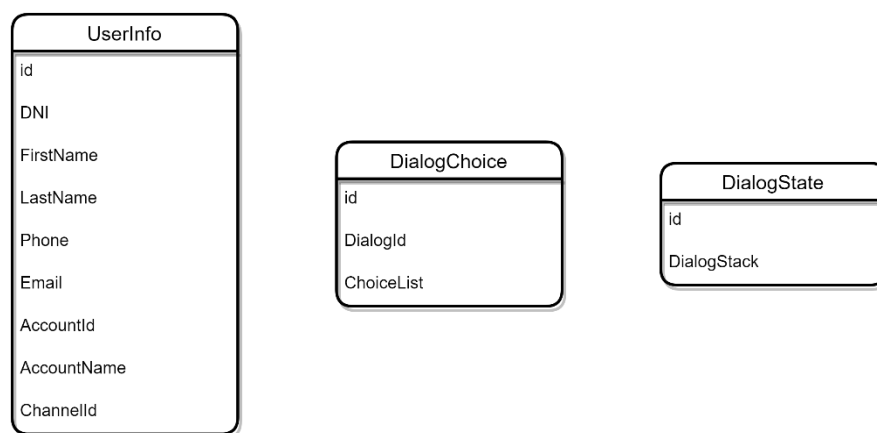 UserInfo
id
DNI
FirstName
LastName
Phone
Email
AccountId
AccountName
ChannelId
DialogChoice
id
DialogId
ChoiceList
DialogState
id
DialogStack